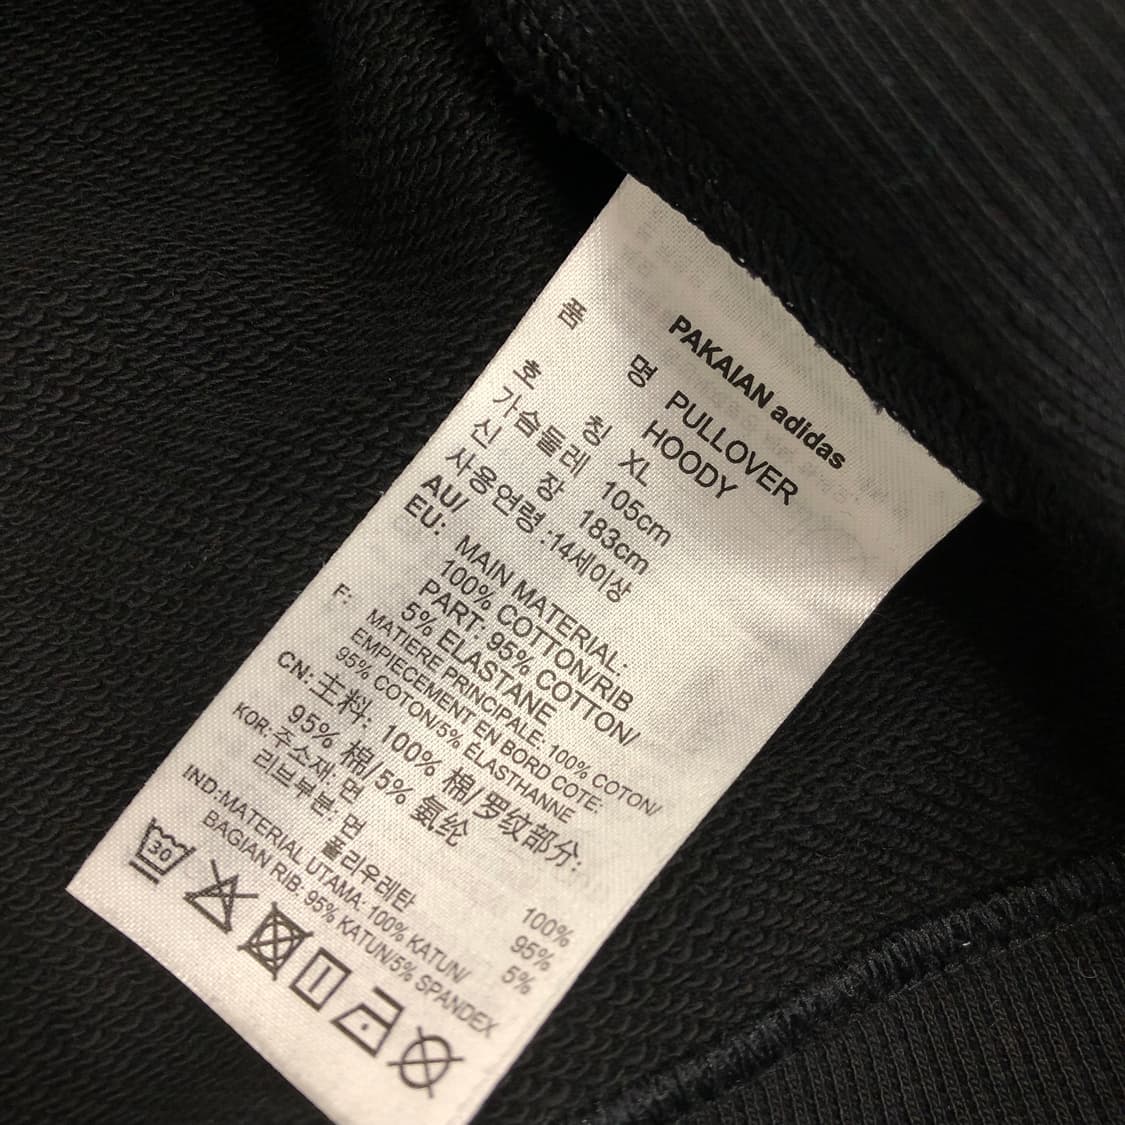 PAKAIAN adidas
품 명 PULLOVER
HOODY
호 칭 XL
가슴둘레 105cm
신 장 183cm
사용연령 :14세이상
AU/
EU: MAIN MATERIAL:
100% COTTON/RIB
PART: 95% COTTON/
5% ELASTANE
F: MATIERE PRINCIPALE: 100% COTON/
EMPIECEMENT EN BORD COTE:
95% COTON/5% ÉLASTHANNE
CN: 主料: 100% 棉/罗纹部分:
95% 棉/5% 氨纶
KOR: 주소재: 면 100%
리브부분: 면 95%
폴리우레탄 5%
IND: MATERIAL UTAMA: 100% KATUN/
BAGIAN RIB: 95% KATUN/5% SPANDEX
30